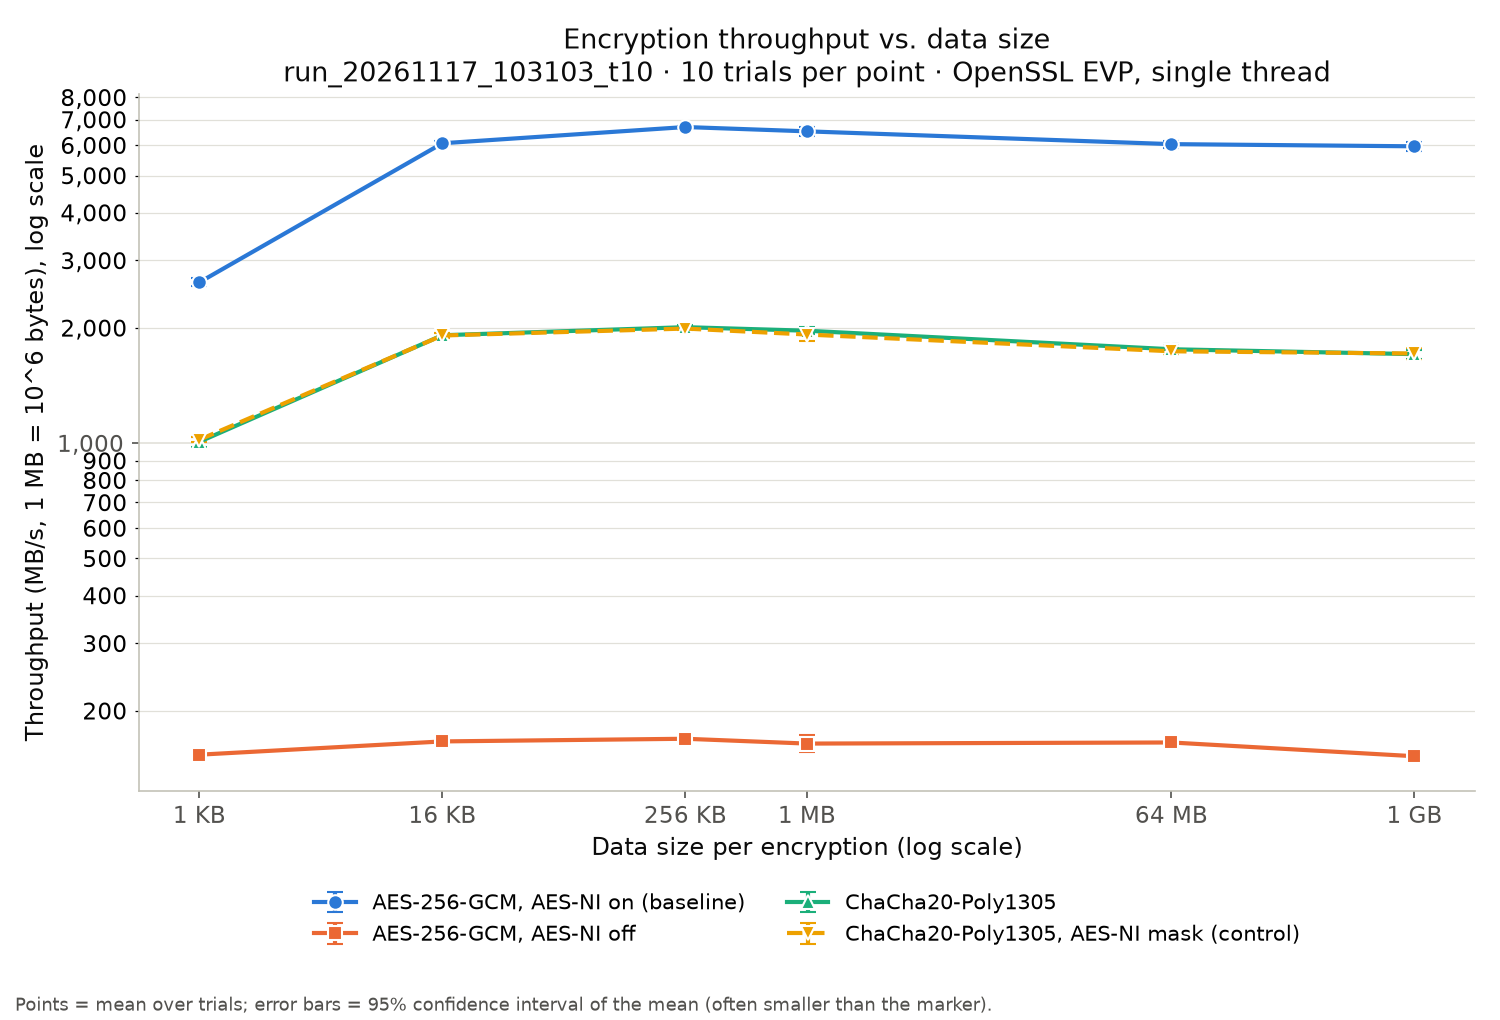 Encryption throughput vs. data size
run_20261117_103103_t10 · 10 trials per point · OpenSSL EVP, single thread
Throughput (MB/s, 1 MB = 10^6 bytes), log scale
8,000
7,000
6,000
5,000
4,000
3,000
2,000
1,000
900
800
700
600
500
400
300
200
1 KB 16 KB 256 KB 1 MB 64 MB 1 GB
Data size per encryption (log scale)
AES-256-GCM, AES-NI on (baseline) ChaCha20-Poly1305
AES-256-GCM, AES-NI off ChaCha20-Poly1305, AES-NI mask (control)
Points = mean over trials; error bars = 95% confidence interval of the mean (often smaller than the marker).